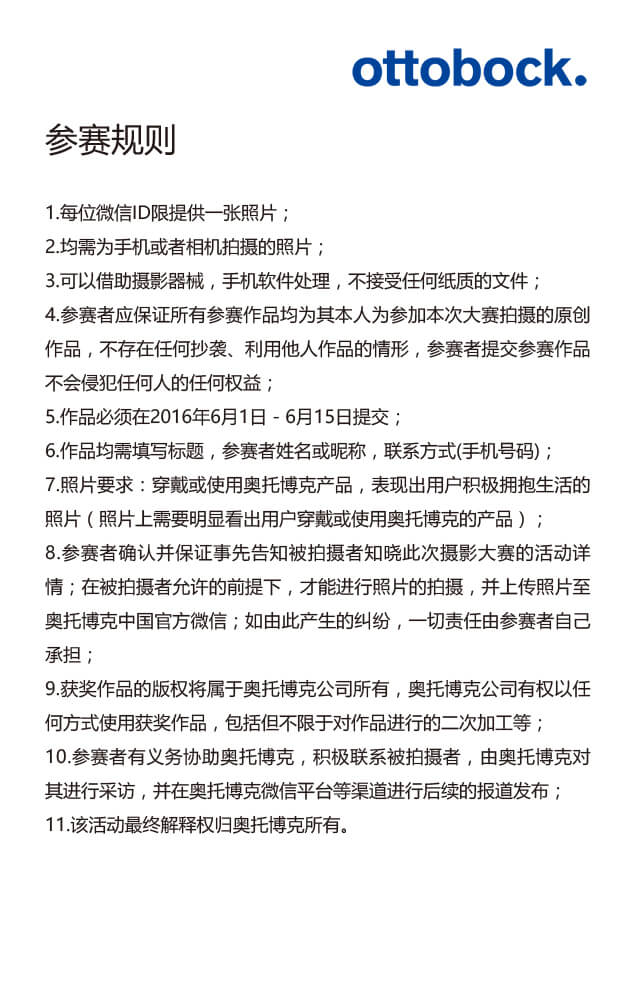 ottobock.
参赛规则
1.每位微信ID限提供一张照片；
2.均需为手机或者相机拍摄的照片；
3.可以借助摄影器械，手机软件处理，不接受任何纸质的文件；
4.参赛者应保证所有参赛作品均为其本人为参加本次大赛拍摄的原创
作品，不存在任何抄袭、利用他人作品的情形，参赛者提交参赛作品
不会侵犯任何人的任何权益；
5.作品必须在2016年6月1日 - 6月15日提交；
6.作品均需填写标题，参赛者姓名或昵称，联系方式(手机号码)；
7.照片要求：穿戴或使用奥托博克产品，表现出用户积极拥抱生活的
照片（照片上需要明显看出用户穿戴或使用奥托博克的产品）；
8.参赛者确认并保证事先告知被拍摄者知晓此次摄影大赛的活动详
情；在被拍摄者允许的前提下，才能进行照片的拍摄，并上传照片至
奥托博克中国官方微信；如由此产生的纠纷，一切责任由参赛者自己
承担；
9.获奖作品的版权将属于奥托博克公司所有，奥托博克公司有权以任
何方式使用获奖作品，包括但不限于对作品进行的二次加工等；
10.参赛者有义务协助奥托博克，积极联系被拍摄者，由奥托博克对
其进行采访，并在奥托博克微信平台等渠道进行后续的报道发布；
11.该活动最终解释权归奥托博克所有。